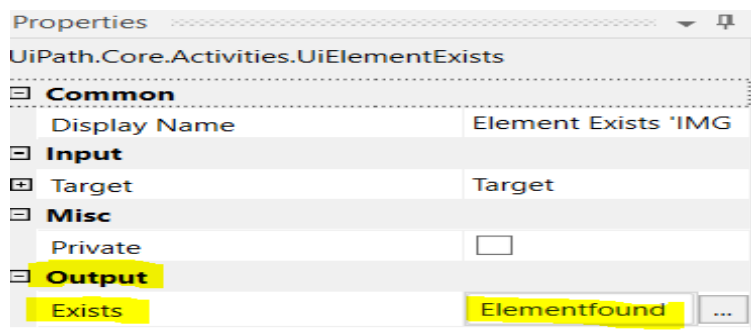 Properties
UiPath.Core.Activities.UiElementExists
Common
Display Name Element Exists 'IMG
Input
Target Target
Misc
Private
Output
Exists Elementfound ...